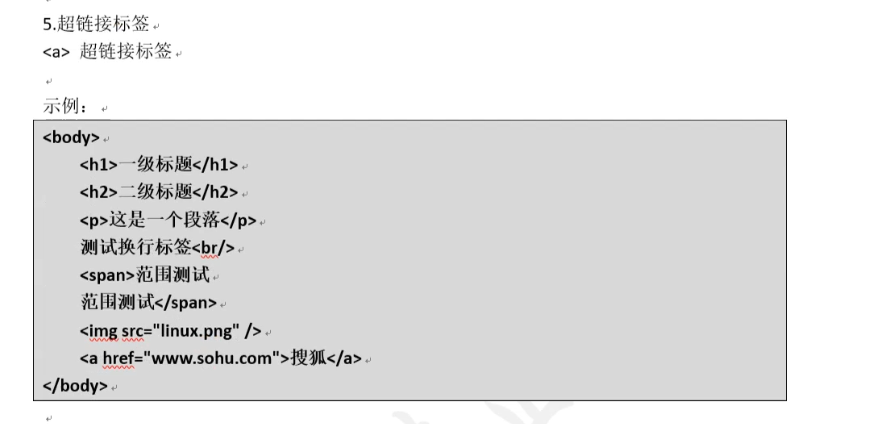 5.超链接标签
<a> 超链接标签
示例：
<body>
<h1>一级标题</h1>
<h2>二级标题</h2>
<p>这是一个段落</p>
测试换行标签<br/>
<span>范围测试
范围测试</span>
<img src="linux.png" />
<a href="www.sohu.com">搜狐</a>
</body>